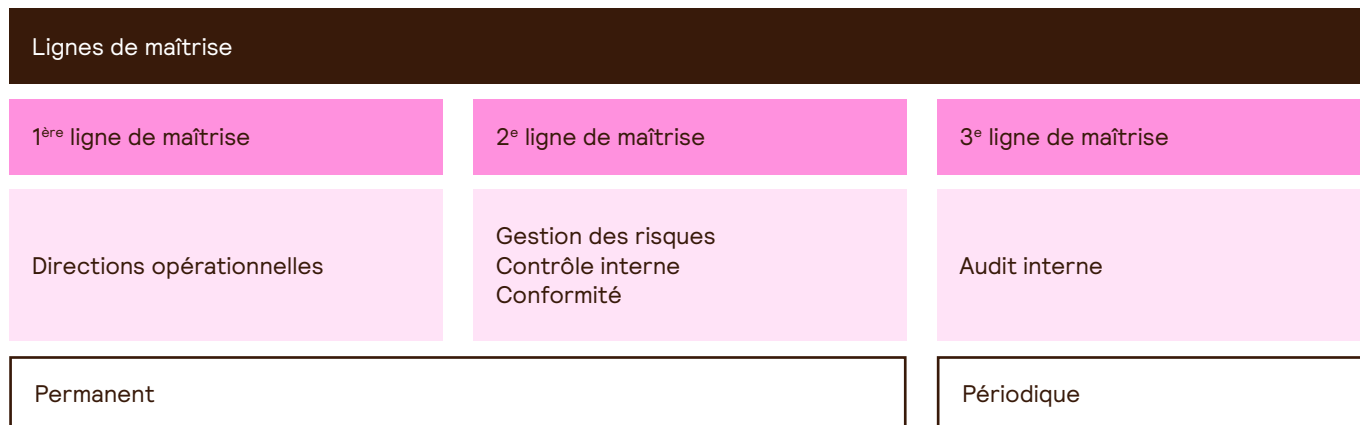 Lignes de maîtrise
1ère ligne de maîtrise
2e ligne de maîtrise
3e ligne de maîtrise
Directions opérationnelles
Gestion des risques
Contrôle interne
Conformité
Audit interne
Permanent
Périodique